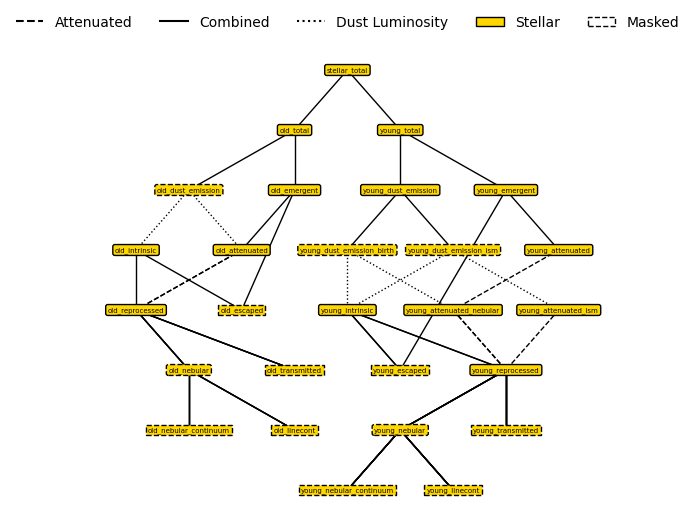 Attenuated Combined Dust Luminosity Stellar Masked
stellar_total
old_total young_total
old_dust_emission old_emergent young_dust_emission young_emergent
old_intrinsic old_attenuated young_dust_emission_birth young_dust_emission_ism young_attenuated
old_reprocessed old_escaped young_intrinsic young_attenuated_nebular young_attenuated_ism
old_nebular old_transmitted young_escaped young_reprocessed
old_nebular_continuum old_linecont young_nebular young_transmitted
young_nebular_continuum young_linecont